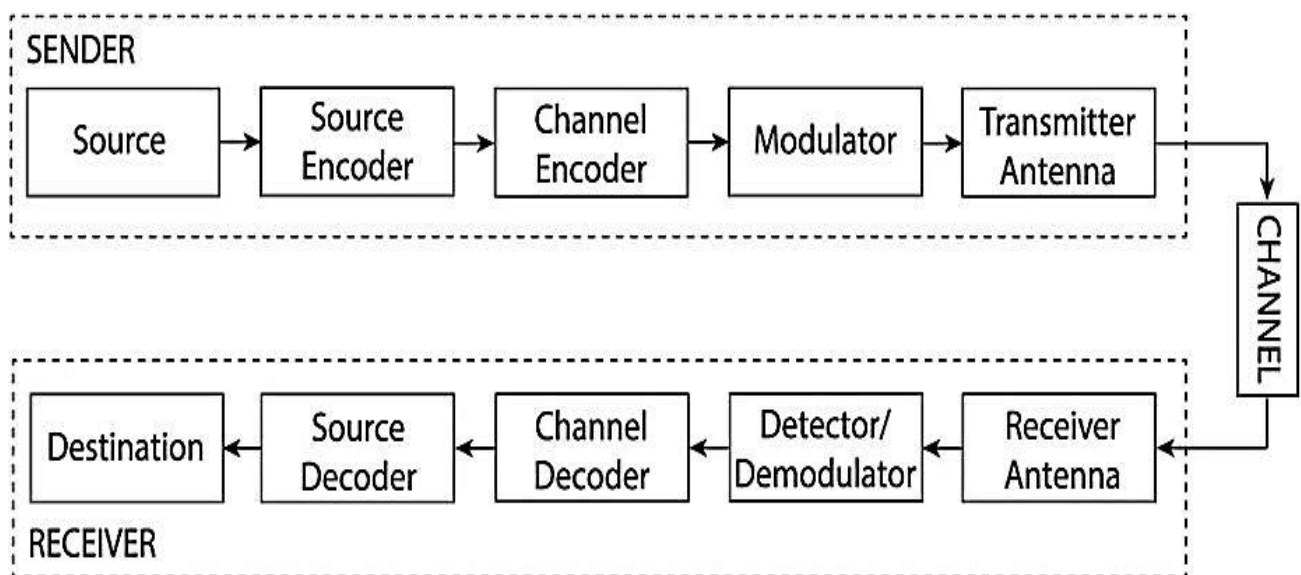 SENDER
Source
Source
Encoder
Channel
Encoder
Modulator
Transmitter
Antenna
CHANNEL
Destination
Source
Decoder
Channel
Decoder
Detector/
Demodulator
Receiver
Antenna
RECEIVER